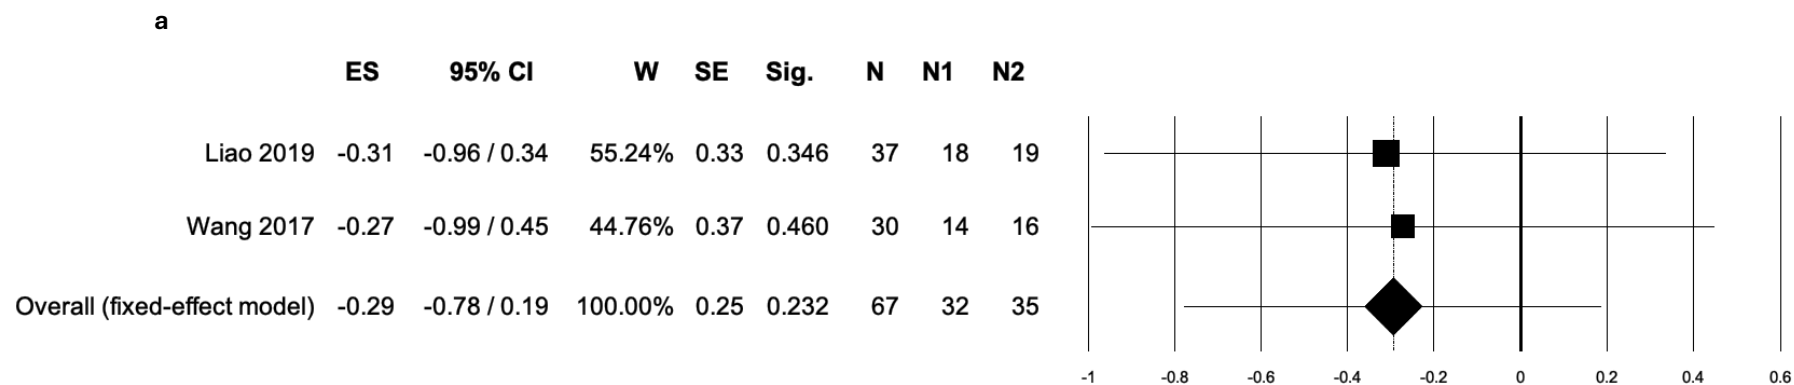 a
ES 95% CI W SE Sig. N N1 N2
Liao 2019 -0.31 -0.96 / 0.34 55.24% 0.33 0.346 37 18 19
Wang 2017 -0.27 -0.99 / 0.45 44.76% 0.37 0.460 30 14 16
Overall (fixed-effect model) -0.29 -0.78 / 0.19 100.00% 0.25 0.232 67 32 35
-1 -0.8 -0.6 -0.4 -0.2 0 0.2 0.4 0.6